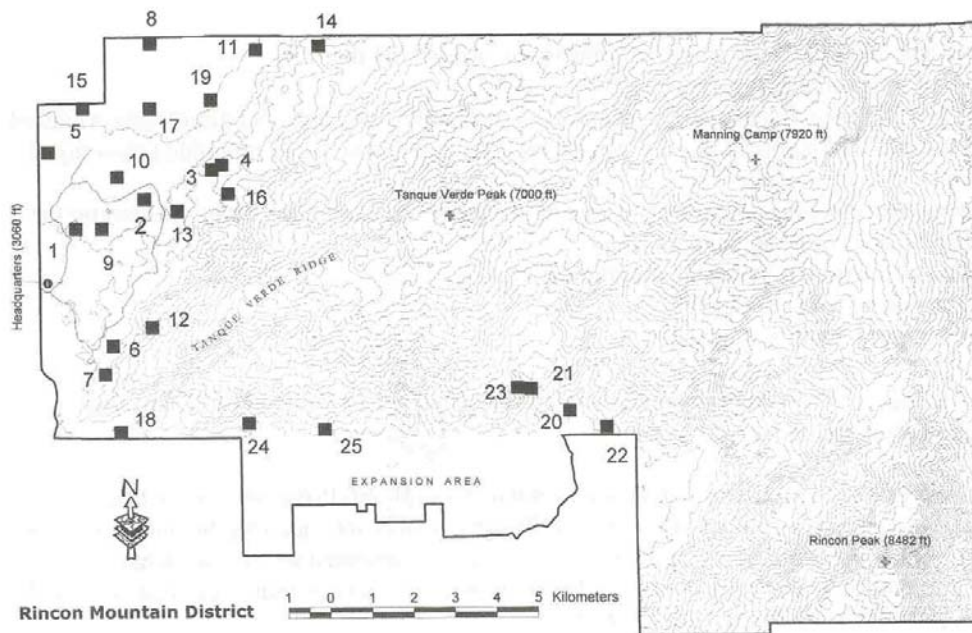 8
14
11
15
19
17
5
Manning Camp (7920 ft)
10
4
3
16
Tanque Verde Peak (7000 ft)
2
13
1
9
Headquarters (3060 ft)
TANQUE VERDE RIDGE
12
6
7
23
21
20
18
24
25
22
EXPANSION AREA
N
Rincon Peak (8482 ft)
Rincon Mountain District
1 0 1 2 3 4 5 Kilometers